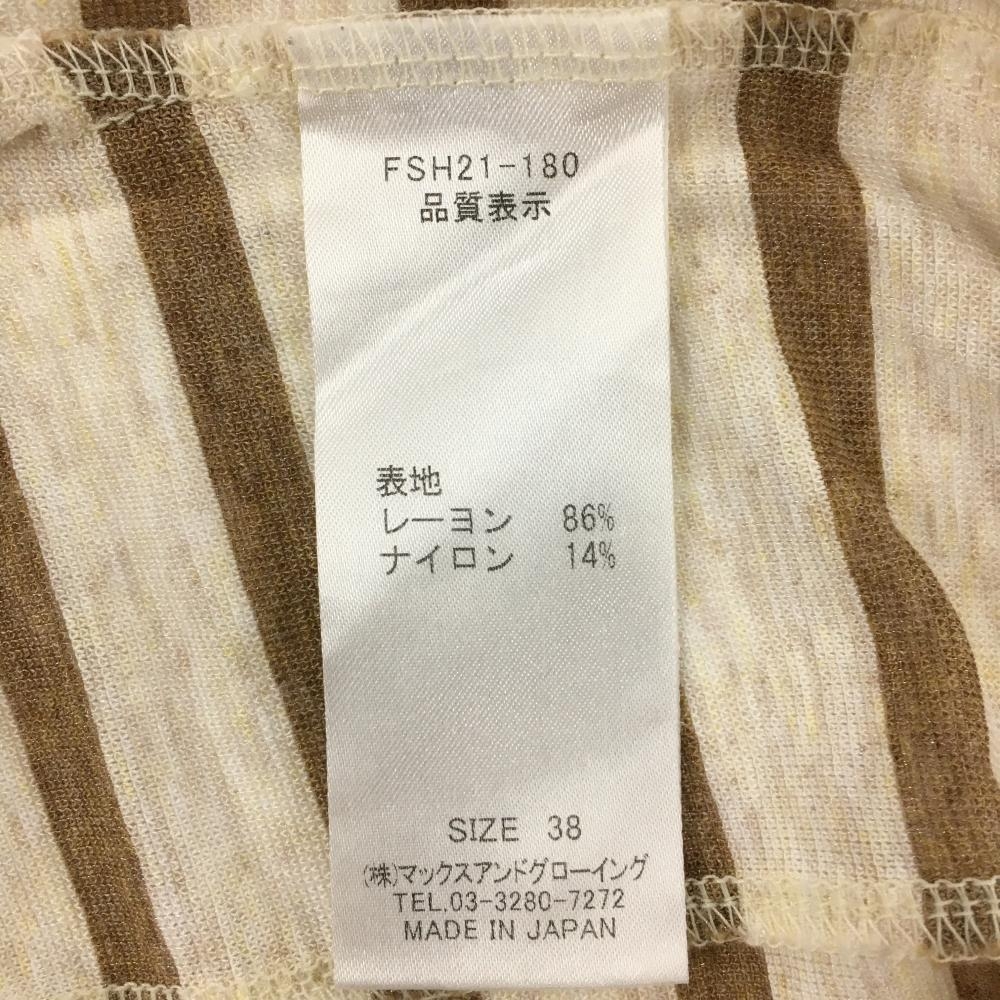 FSH21-180
品質表示
表地
レーヨン 86%
ナイロン 14%
SIZE 38
(株)マックスアンドグローイング
TEL.03-3280-7272
MADE IN JAPAN